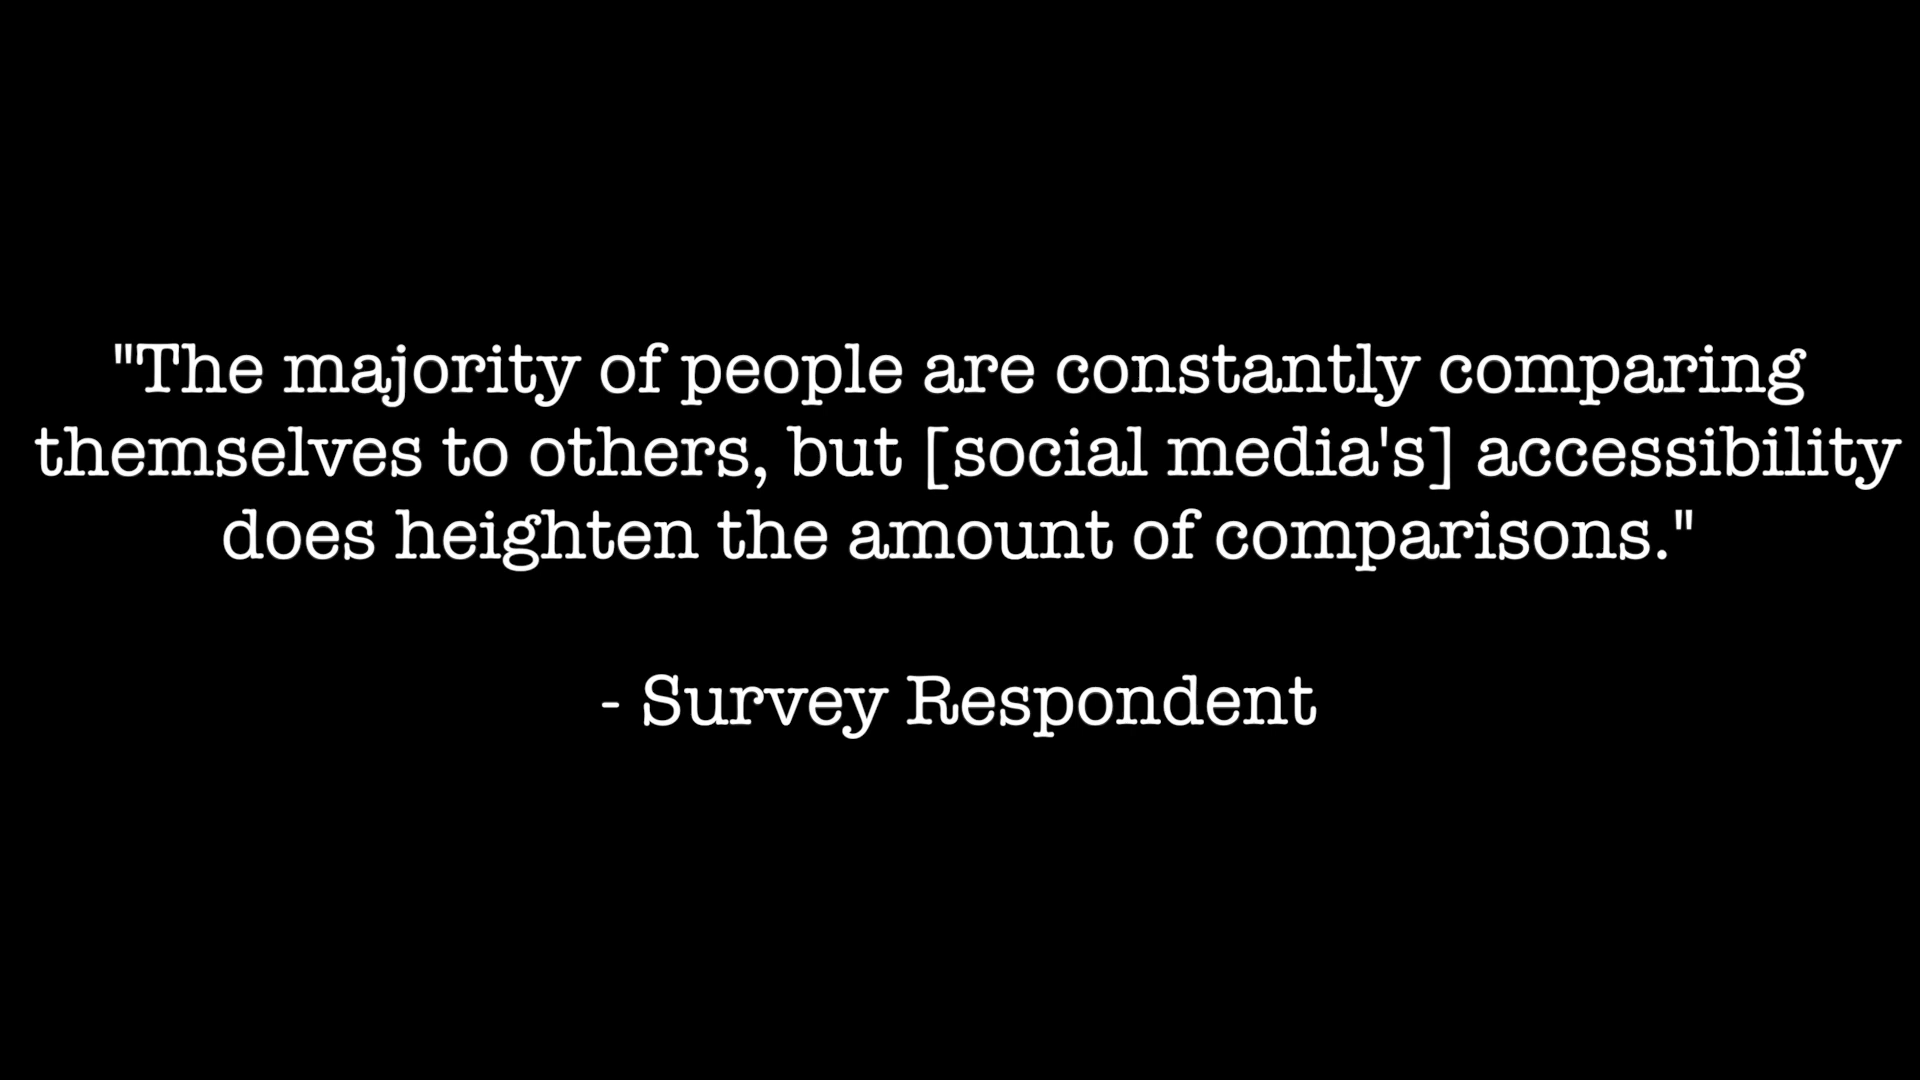 "The majority of people are constantly comparing
themselves to others, but [social media's] accessibility
does heighten the amount of comparisons."
- Survey Respondent